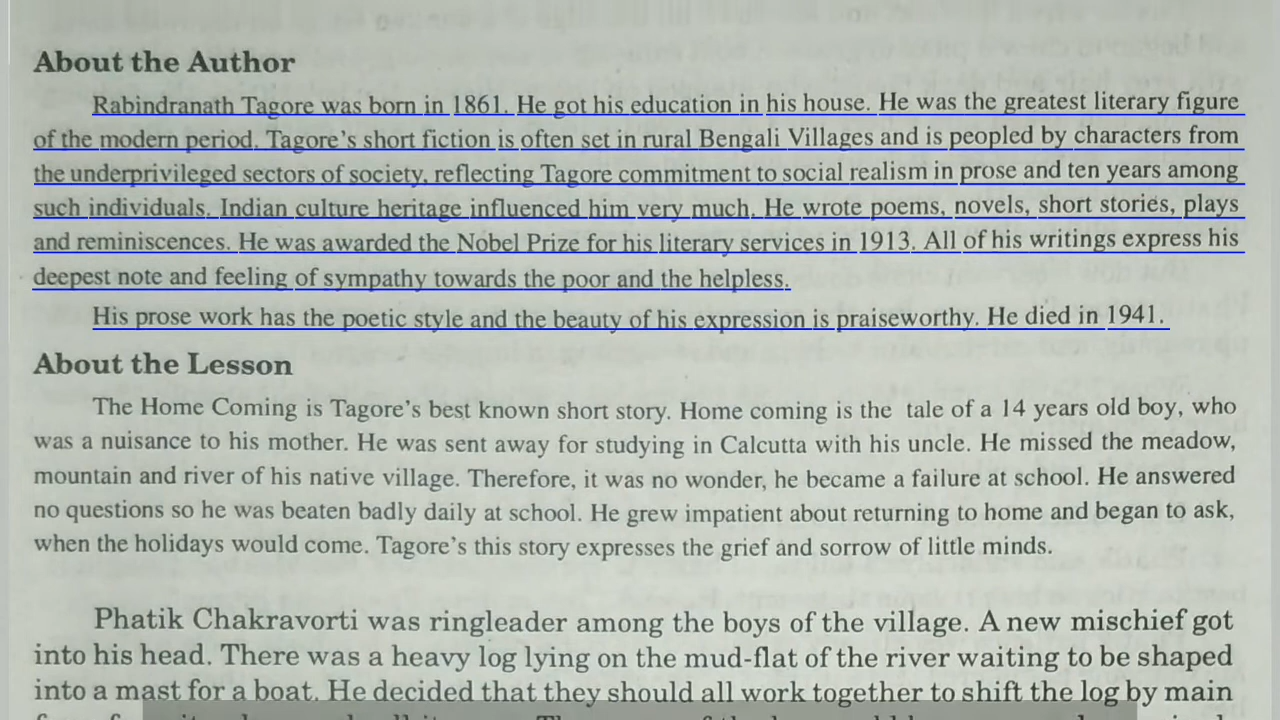 About the Author
Rabindranath Tagore was born in 1861. He got his education in his house. He was the greatest literary figure
of the modern period. Tagore's short fiction is often set in rural Bengali Villages and is peopled by characters from
the underprivileged sectors of society, reflecting Tagore commitment to social realism in prose and ten years among
such individuals. Indian culture heritage influenced him very much. He wrote poems, novels, short stories, plays
and reminiscences. He was awarded the Nobel Prize for his literary services in 1913. All of his writings express his
deepest note and feeling of sympathy towards the poor and the helpless.
His prose work has the poetic style and the beauty of his expression is praiseworthy. He died in 1941.
About the Lesson
The Home Coming is Tagore's best known short story. Home coming is the tale of a 14 years old boy, who
was a nuisance to his mother. He was sent away for studying in Calcutta with his uncle. He missed the meadow,
mountain and river of his native village. Therefore, it was no wonder, he became a failure at school. He answered
no questions so he was beaten badly daily at school. He grew impatient about returning to home and began to ask,
when the holidays would come. Tagore's this story expresses the grief and sorrow of little minds.
Phatik Chakravorti was ringleader among the boys of the village. A new mischief got
into his head. There was a heavy log lying on the mud-flat of the river waiting to be shaped
into a mast for a boat. He decided that they should all work together to shift the log by main